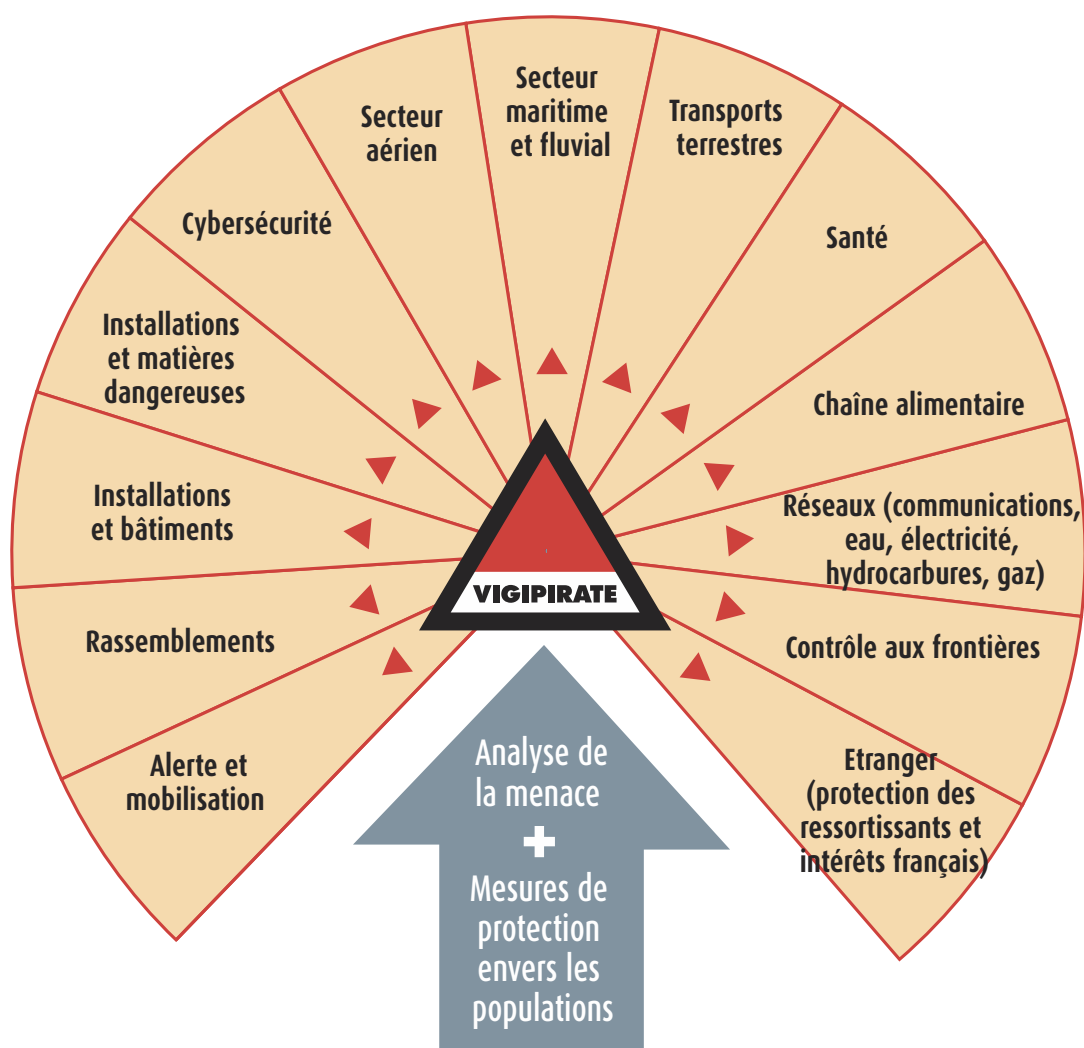 Secteur
aérien
Secteur
maritime
et fluvial
Transports
terrestres
Cybersécurité
Santé
Installations
et matières
dangereuses
Chaîne alimentaire
Installations
et bâtiments
Réseaux (communications,
eau, électricité,
hydrocarbures, gaz)
VIGIPIRATE
Rassemblements
Contrôle aux frontières
Alerte et
mobilisation
Etranger
(protection des
ressortissants et
intérêts français)
Analyse de
la menace
+
Mesures de
protection
envers les
populations